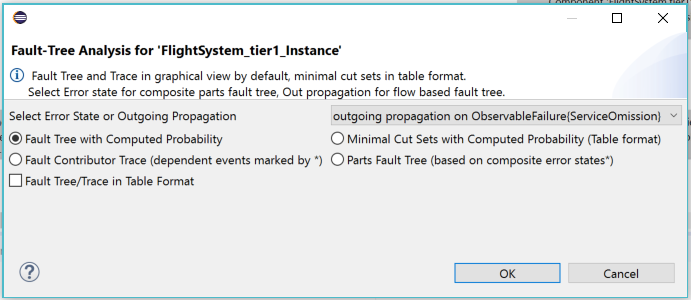 Component 'FlightSystem_tier1
Fault-Tree Analysis for 'FlightSystem_tier1_Instance'
Fault Tree and Trace in graphical view by default, minimal cut sets in table format.
Select Error state for composite parts fault tree, Out propagation for flow based fault tree.
Select Error State or Outgoing Propagation
outgoing propagation on ObservableFailure(ServiceOmission)
Fault Tree with Computed Probability
Minimal Cut Sets with Computed Probability (Table format)
Fault Contributor Trace (dependent events marked by *)
Parts Fault Tree (based on composite error states*)
Fault Tree/Trace in Table Format
?
OK
Cancel